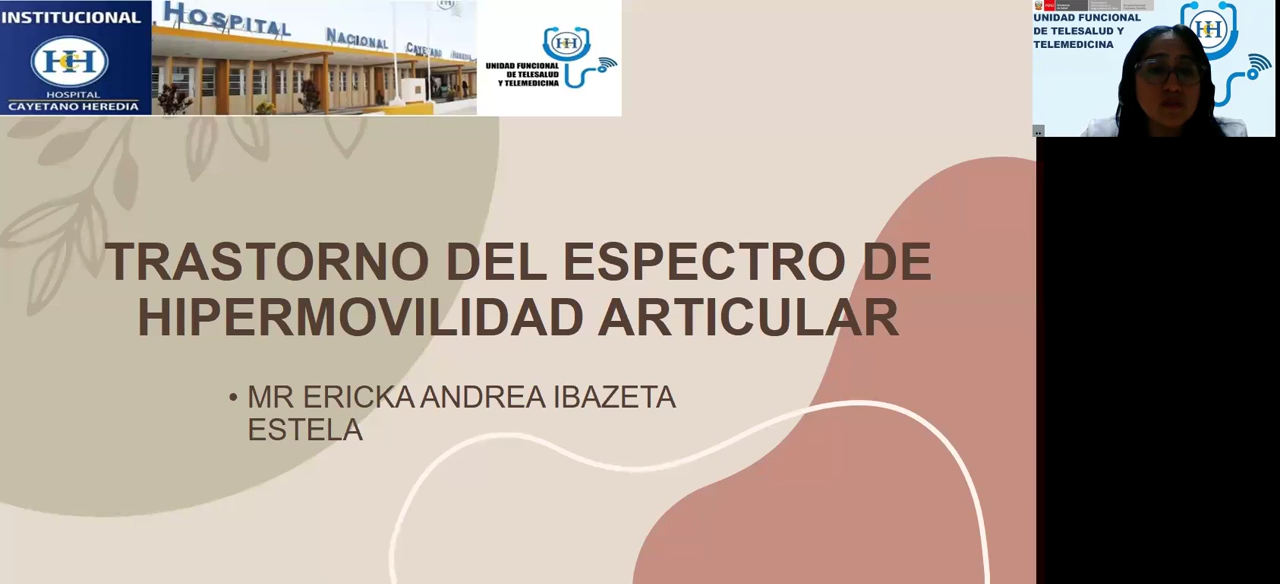 INSTITUCIONAL
HOSPITAL
CAYETANO HEREDIA
HOSPITAL NACIONAL CAYETANO
UNIDAD FUNCIONAL
DE TELESALUD
Y TELEMEDICINA
UNIDAD FUNCIONAL
DE TELESALUD Y
TELEMEDICINA
TRASTORNO DEL ESPECTRO DE
HIPERMOVILIDAD ARTICULAR
• MR ERICKA ANDREA IBAZETA
ESTELA